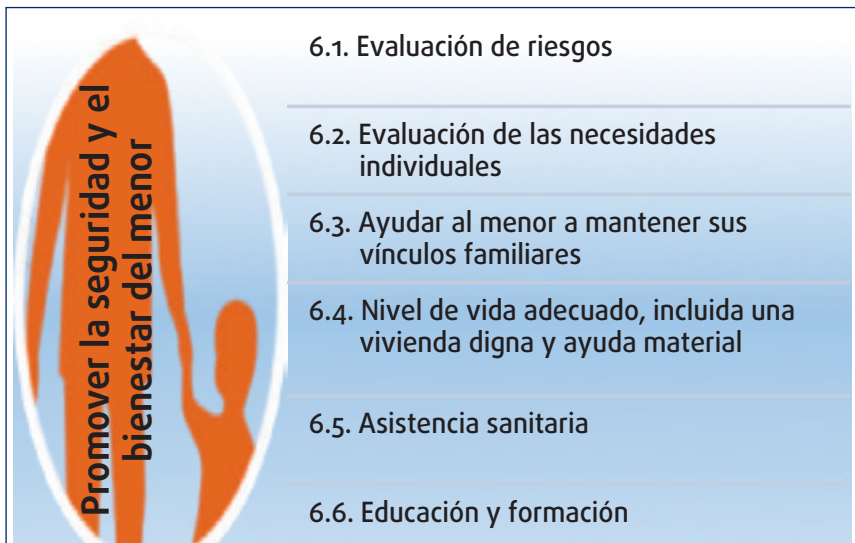 Promover la seguridad y el
bienestar del menor
6.1. Evaluación de riesgos
6.2. Evaluación de las necesidades
individuales
6.3. Ayudar al menor a mantener sus
vínculos familiares
6.4. Nivel de vida adecuado, incluida una
vivienda digna y ayuda material
6.5. Asistencia sanitaria
6.6. Educación y formación